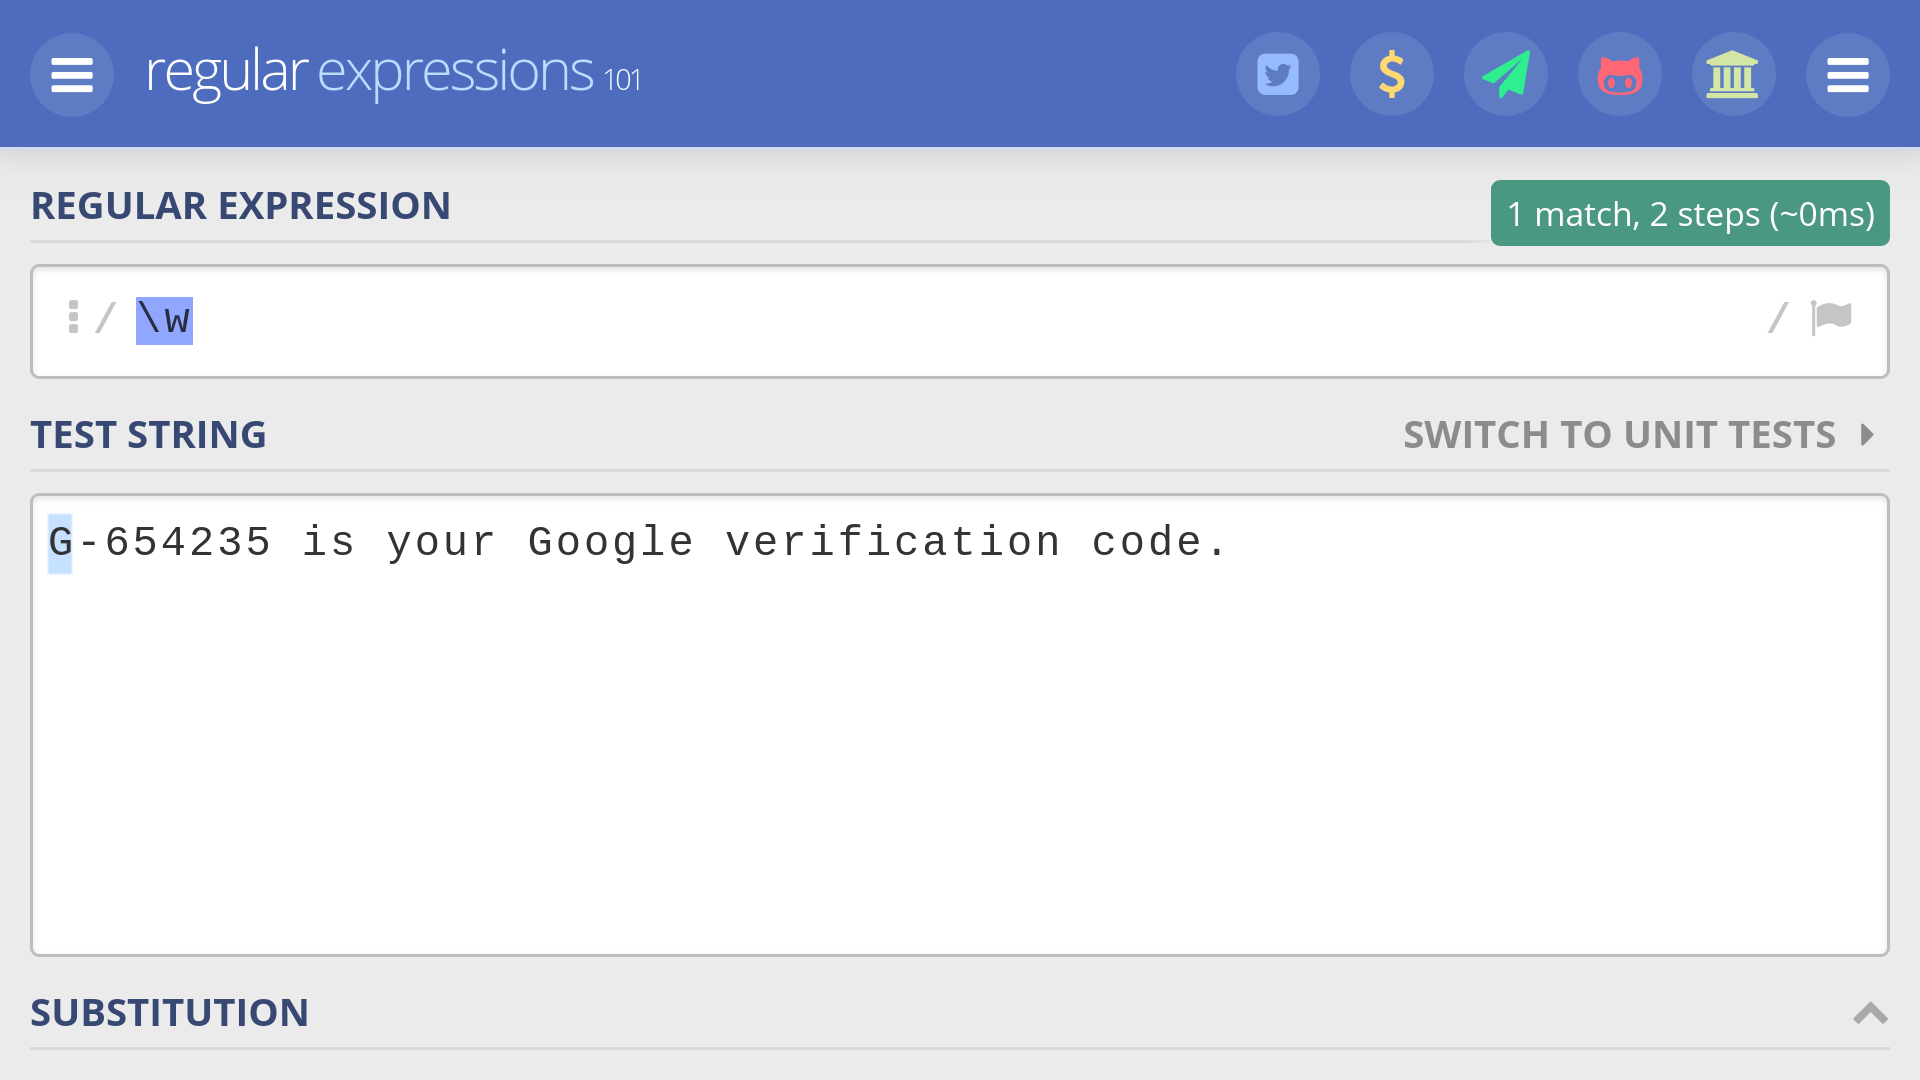 regular expressions 101
REGULAR EXPRESSION
1 match, 2 steps (~0ms)
/ \w /
TEST STRING
SWITCH TO UNIT TESTS
G-654235 is your Google verification code.
SUBSTITUTION